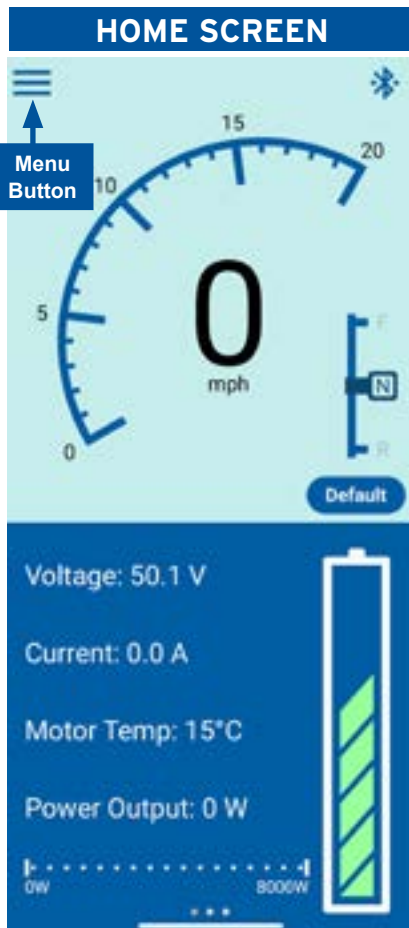 HOME SCREEN
Menu
Button
15
20
10
5
0
0
mph
F
N
R
Default
Voltage: 50.1 V
Current: 0.0 A
Motor Temp: 15°C
Power Output: 0 W
0W 8000W